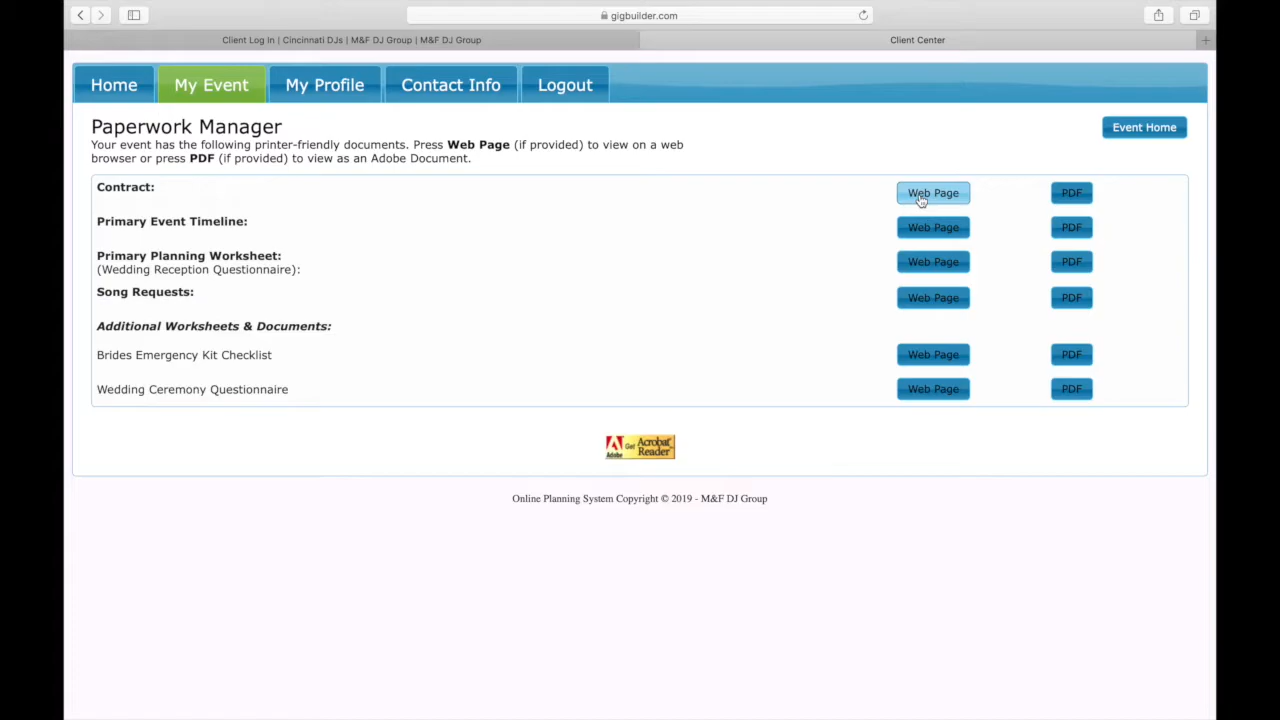 gigbuilder.com
Client Log In | Cincinnati DJs | M&F DJ Group | M&F DJ Group
Client Center
Home
My Event
My Profile
Contact Info
Logout
Paperwork Manager
Event Home
Your event has the following printer-friendly documents. Press Web Page (if provided) to view on a web
browser or press PDF (if provided) to view as an Adobe Document.
Contract:
Web Page
PDF
Primary Event Timeline:
Web Page
PDF
Primary Planning Worksheet:
(Wedding Reception Questionnaire):
Web Page
PDF
Song Requests:
Web Page
PDF
Additional Worksheets & Documents:
Brides Emergency Kit Checklist
Web Page
PDF
Wedding Ceremony Questionnaire
Web Page
PDF
Adobe
Get Acrobat
Reader
Online Planning System Copyright © 2019 - M&F DJ Group